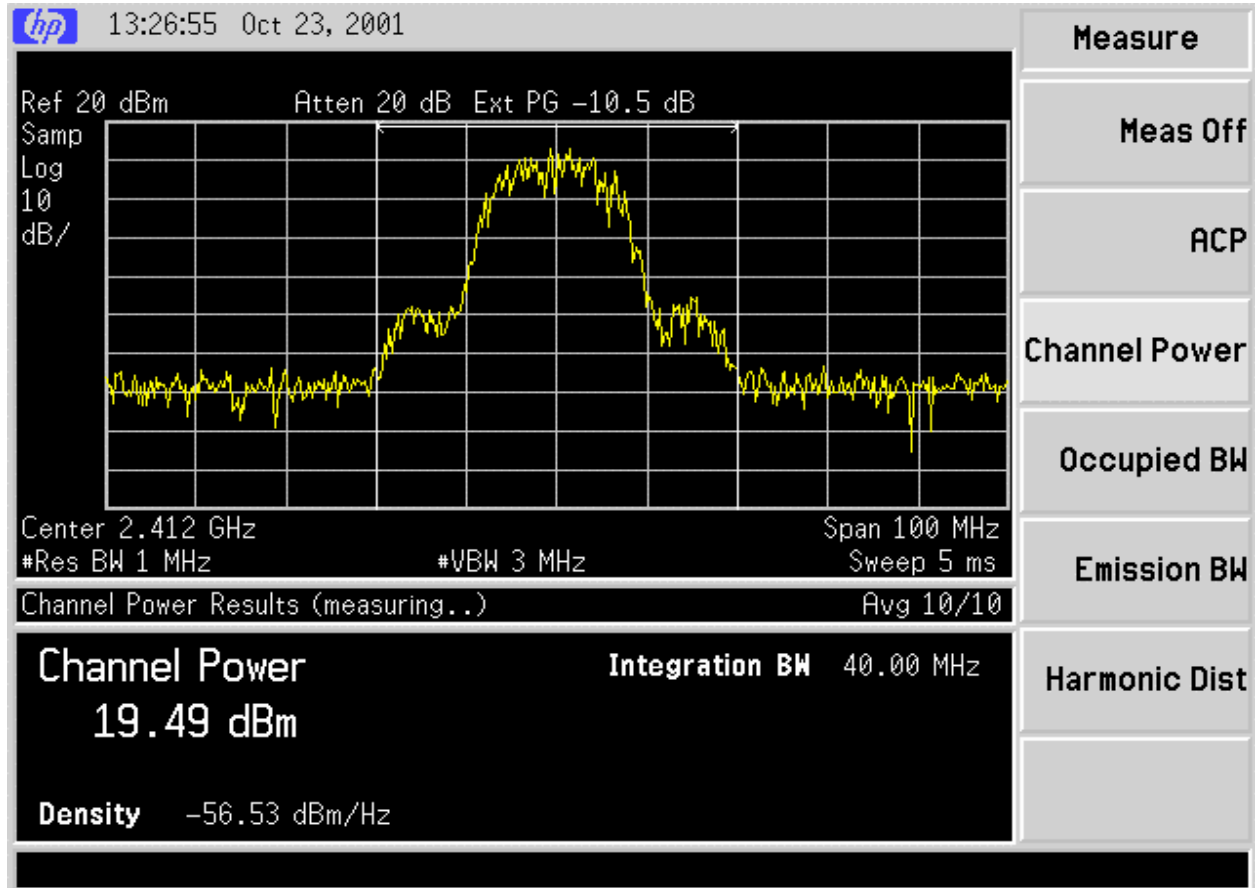 hp 13:26:55 Oct 23, 2001
Measure
Ref 20 dBm Atten 20 dB Ext PG -10.5 dB
Samp
Log
10
dB/
Meas Off
ACP
Channel Power
Occupied BW
Emission BW
Harmonic Dist
Center 2.412 GHz Span 100 MHz
#Res BW 1 MHz #VBW 3 MHz Sweep 5 ms
Channel Power Results (measuring..) Avg 10/10
Channel Power Integration BW 40.00 MHz
19.49 dBm
Density -56.53 dBm/Hz